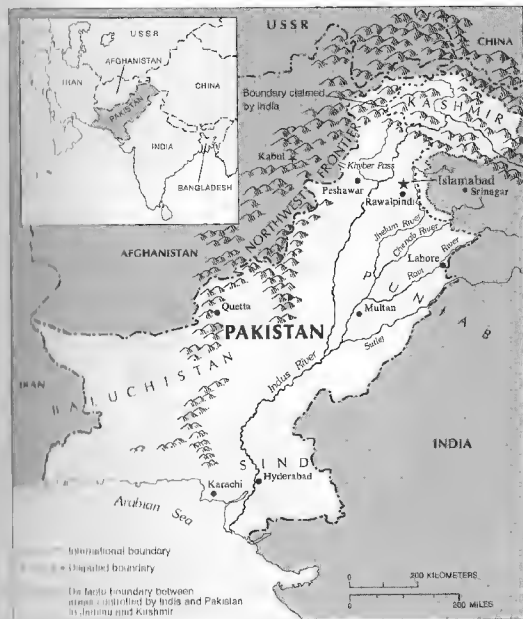 USSR
AFGHANISTAN
IRAN
CHINA
PAKISTAN
INDIA
BANGLADESH
USSR
CHINA
Boundary claimed
by India
KASHMIR
Kabul
NORTHWEST FRONTIER
Khyber Pass
Peshawar
Islamabad
Rawalpindi
Srinagar
Jhelum River
Chenab River
AFGHANISTAN
Lahore
Ravi River
PUNJAB
Quetta
Multan
PAKISTAN
Sutlej
Indus River
IRAN
BALUCHISTAN
INDIA
SIND
Karachi
Hyderabad
Arabian Sea
International boundary
Disputed boundary
De facto boundary between
areas controlled by India and Pakistan
in Jammu and Kashmir
0 200 KILOMETERS
0 200 MILES